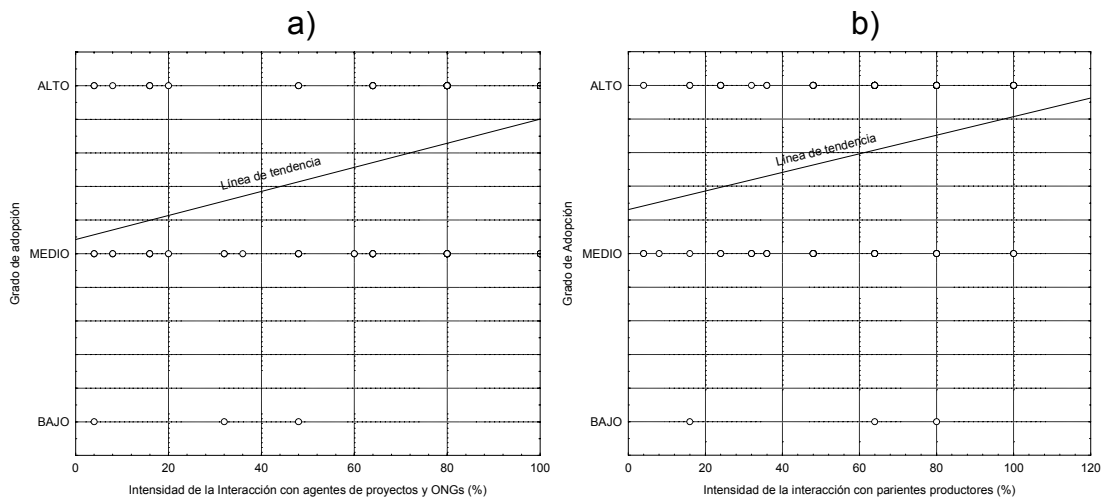 a)
ALTO
MEDIO
BAJO
Grado de adopción
Línea de tendencia
0 20 40 60 80 100
Intensidad de la Interacción con agentes de proyectos y ONGs (%)
b)
ALTO
MEDIO
BAJO
Grado de Adopción
Línea de tendencia
0 20 40 60 80 100 120
Intensidad de la interacción con parientes productores (%)